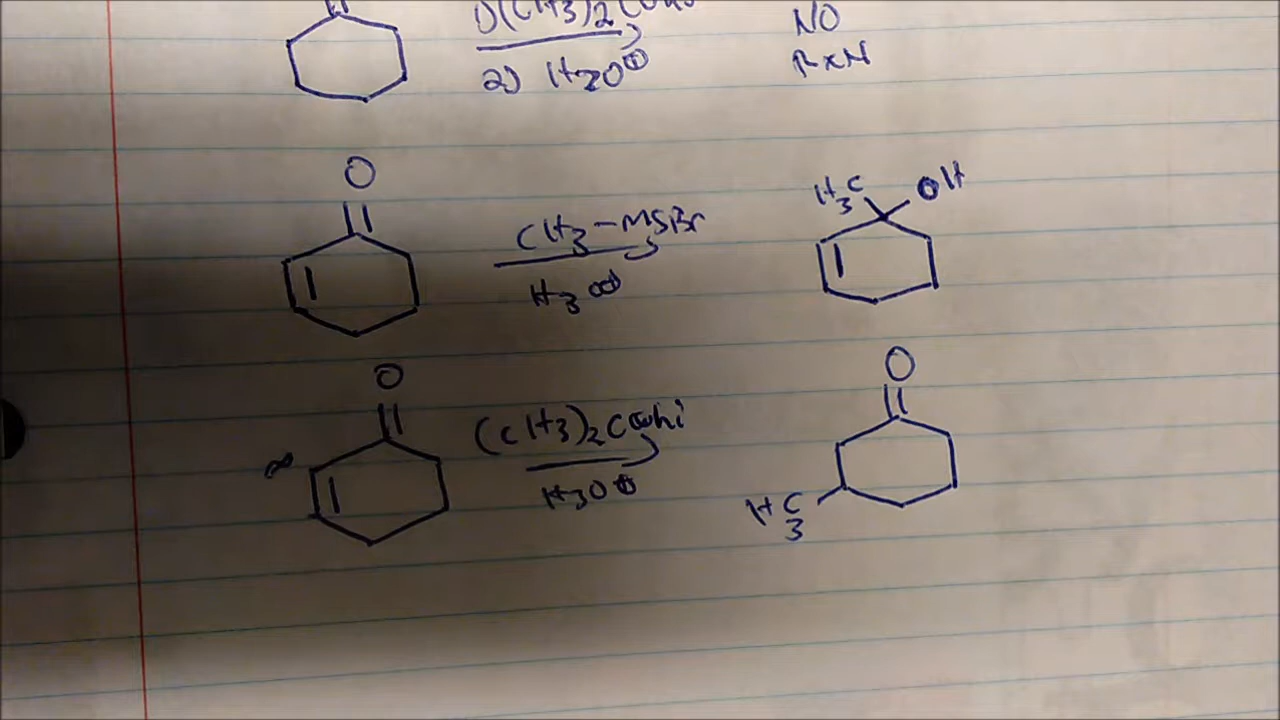 1)(CH3)2CuLi
2) H3O⊕
NO
RxN
O
CH3-MgBr
H3O⊕
H3C OH
O
(CH3)2CuLi
H3O⊕
O
H3C